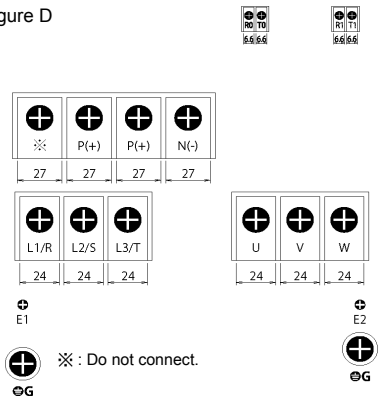 gure D
R0 T0 R1 T1
6.6 6.6 6.6 6.6
※ P(+) P(+) N(-)
27 27 27 27
L1/R L2/S L3/T U V W
24 24 24 24 24 24
E1 E2
※ : Do not connect.
G G